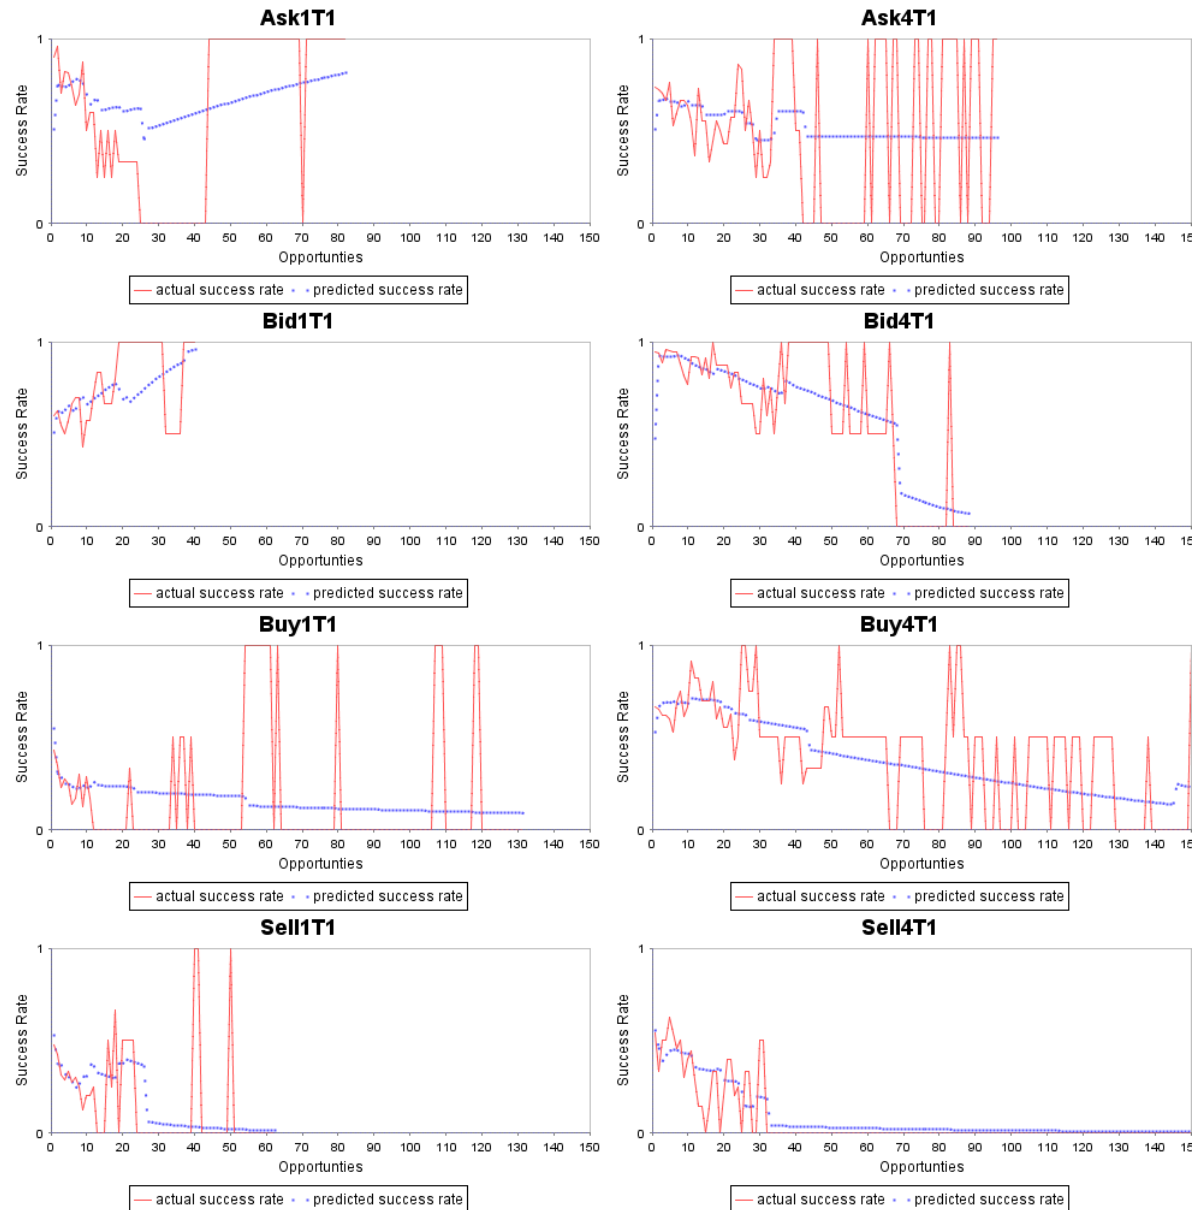 Ask1T1
Success Rate
1
0
0 10 20 30 40 50 60 70 80 90 100 110 120 130 140 150
Opportunties
actual success rate predicted success rate
Ask4T1
Success Rate
1
0
0 10 20 30 40 50 60 70 80 90 100 110 120 130 140 15
Opportunties
actual success rate predicted success rate
Bid1T1
Success Rate
1
0
0 10 20 30 40 50 60 70 80 90 100 110 120 130 140 150
Opportunties
actual success rate predicted success rate
Bid4T1
Success Rate
1
0
0 10 20 30 40 50 60 70 80 90 100 110 120 130 140 15
Opportunties
actual success rate predicted success rate
Buy1T1
Success Rate
1
0
0 10 20 30 40 50 60 70 80 90 100 110 120 130 140 150
Opportunties
actual success rate predicted success rate
Buy4T1
Success Rate
1
0
0 10 20 30 40 50 60 70 80 90 100 110 120 130 140 15
Opportunties
actual success rate predicted success rate
Sell1T1
Success Rate
1
0
0 10 20 30 40 50 60 70 80 90 100 110 120 130 140 150
Opportunties
actual success rate predicted success rate
Sell4T1
Success Rate
1
0
0 10 20 30 40 50 60 70 80 90 100 110 120 130 140 15
Opportunties
actual success rate predicted success rate